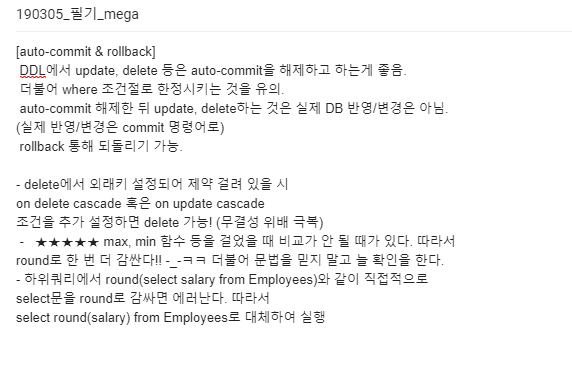 190305_필기_mega
[auto-commit & rollback]
DDL에서 update, delete 등은 auto-commit을 해제하고 하는게 좋음.
더불어 where 조건절로 한정시키는 것을 유의.
auto-commit 해제한 뒤 update, delete하는 것은 실제 DB 반영/변경은 아님.
(실제 반영/변경은 commit 명령어로)
rollback 통해 되돌리기 가능.
- delete에서 외래키 설정되어 제약 걸려 있을 시
on delete cascade 혹은 on update cascade
조건을 추가 설정하면 delete 가능! (무결성 위배 극복)
- ★★★★★ max, min 함수 등을 걸었을 때 비교가 안 될 때가 있다. 따라서
round로 한 번 더 감싼다!! -_-ㅋㅋ 더불어 문법을 믿지 말고 늘 확인을 한다.
- 하위쿼리에서 round(select salary from Employees)와 같이 직접적으로
select문을 round로 감싸면 에러난다. 따라서
select round(salary) from Employees로 대체하여 실행